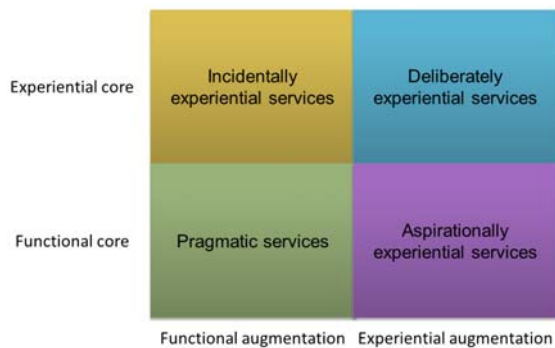 Experiential core
Incidentally
experiential services
Deliberately
experiential services
Functional core
Pragmatic services
Aspirationally
experiential services
Functional augmentation
Experiential augmentation